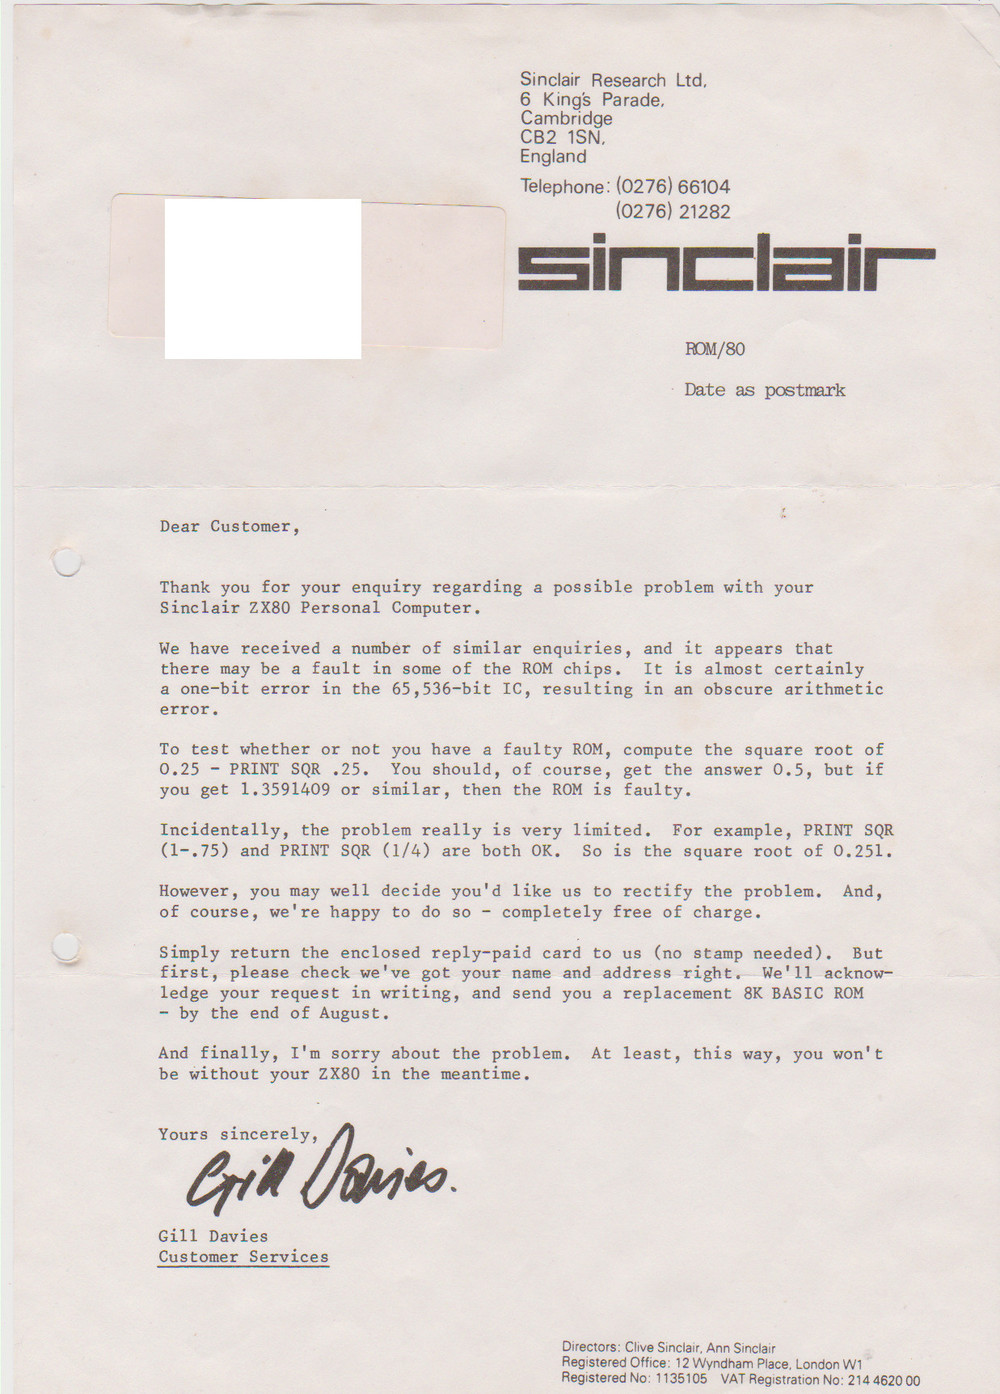 Sinclair Research Ltd,
6 King's Parade,
Cambridge
CB2 1SN,
England
Telephone: (0276) 66104
(0276) 21282
sinclair
ROM/80
Date as postmark
Dear Customer,
Thank you for your enquiry regarding a possible problem with your
Sinclair ZX80 Personal Computer.
We have received a number of similar enquiries, and it appears that
there may be a fault in some of the ROM chips.  It is almost certainly
a one-bit error in the 65,536-bit IC, resulting in an obscure arithmetic
error.
To test whether or not you have a faulty ROM, compute the square root of
0.25 - PRINT SQR .25.  You should, of course, get the answer 0.5, but if
you get 1.3591409 or similar, then the ROM is faulty.
Incidentally, the problem really is very limited.  For example, PRINT SQR
(1-.75) and PRINT SQR (1/4) are both OK.  So is the square root of 0.251.
However, you may well decide you'd like us to rectify the problem.  And,
of course, we're happy to do so - completely free of charge.
Simply return the enclosed reply-paid card to us (no stamp needed).  But
first, please check we've got your name and address right.  We'll acknow-
ledge your request in writing, and send you a replacement 8K BASIC ROM
- by the end of August.
And finally, I'm sorry about the problem.  At least, this way, you won't
be without your ZX80 in the meantime.
Yours sincerely,
Gill Davies.
Gill Davies
Customer Services
Directors: Clive Sinclair, Ann Sinclair
Registered Office: 12 Wyndham Place, London W1
Registered No: 1135105   VAT Registration No: 214 4620 00